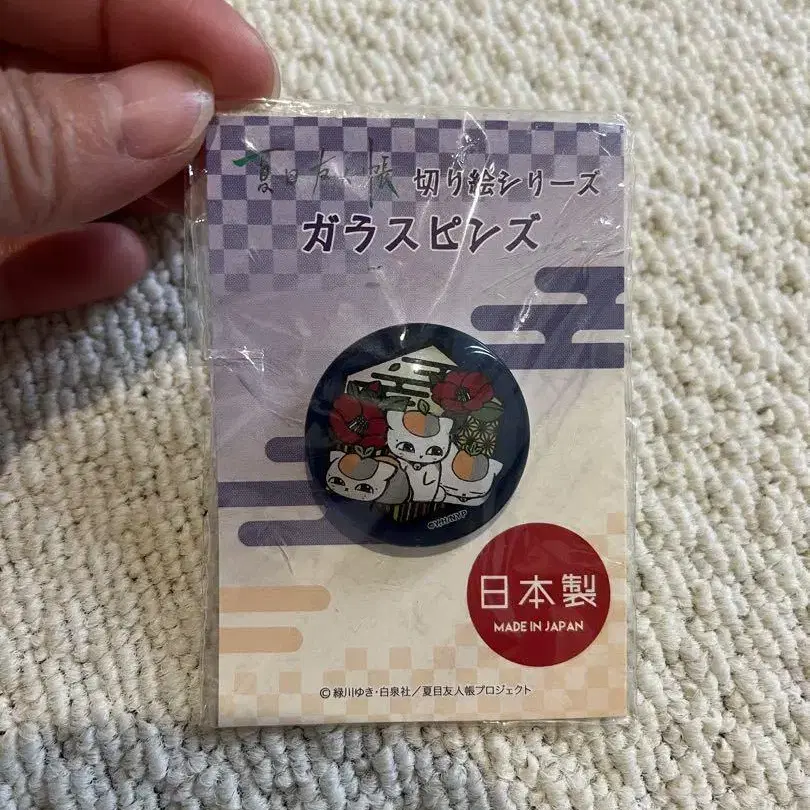 夏目友人帳 切り絵シリーズ
ガラスピンズ
©Y.M/NYP
日本製
MADE IN JAPAN
© 緑川ゆき・白泉社／夏目友人帳プロジェクト